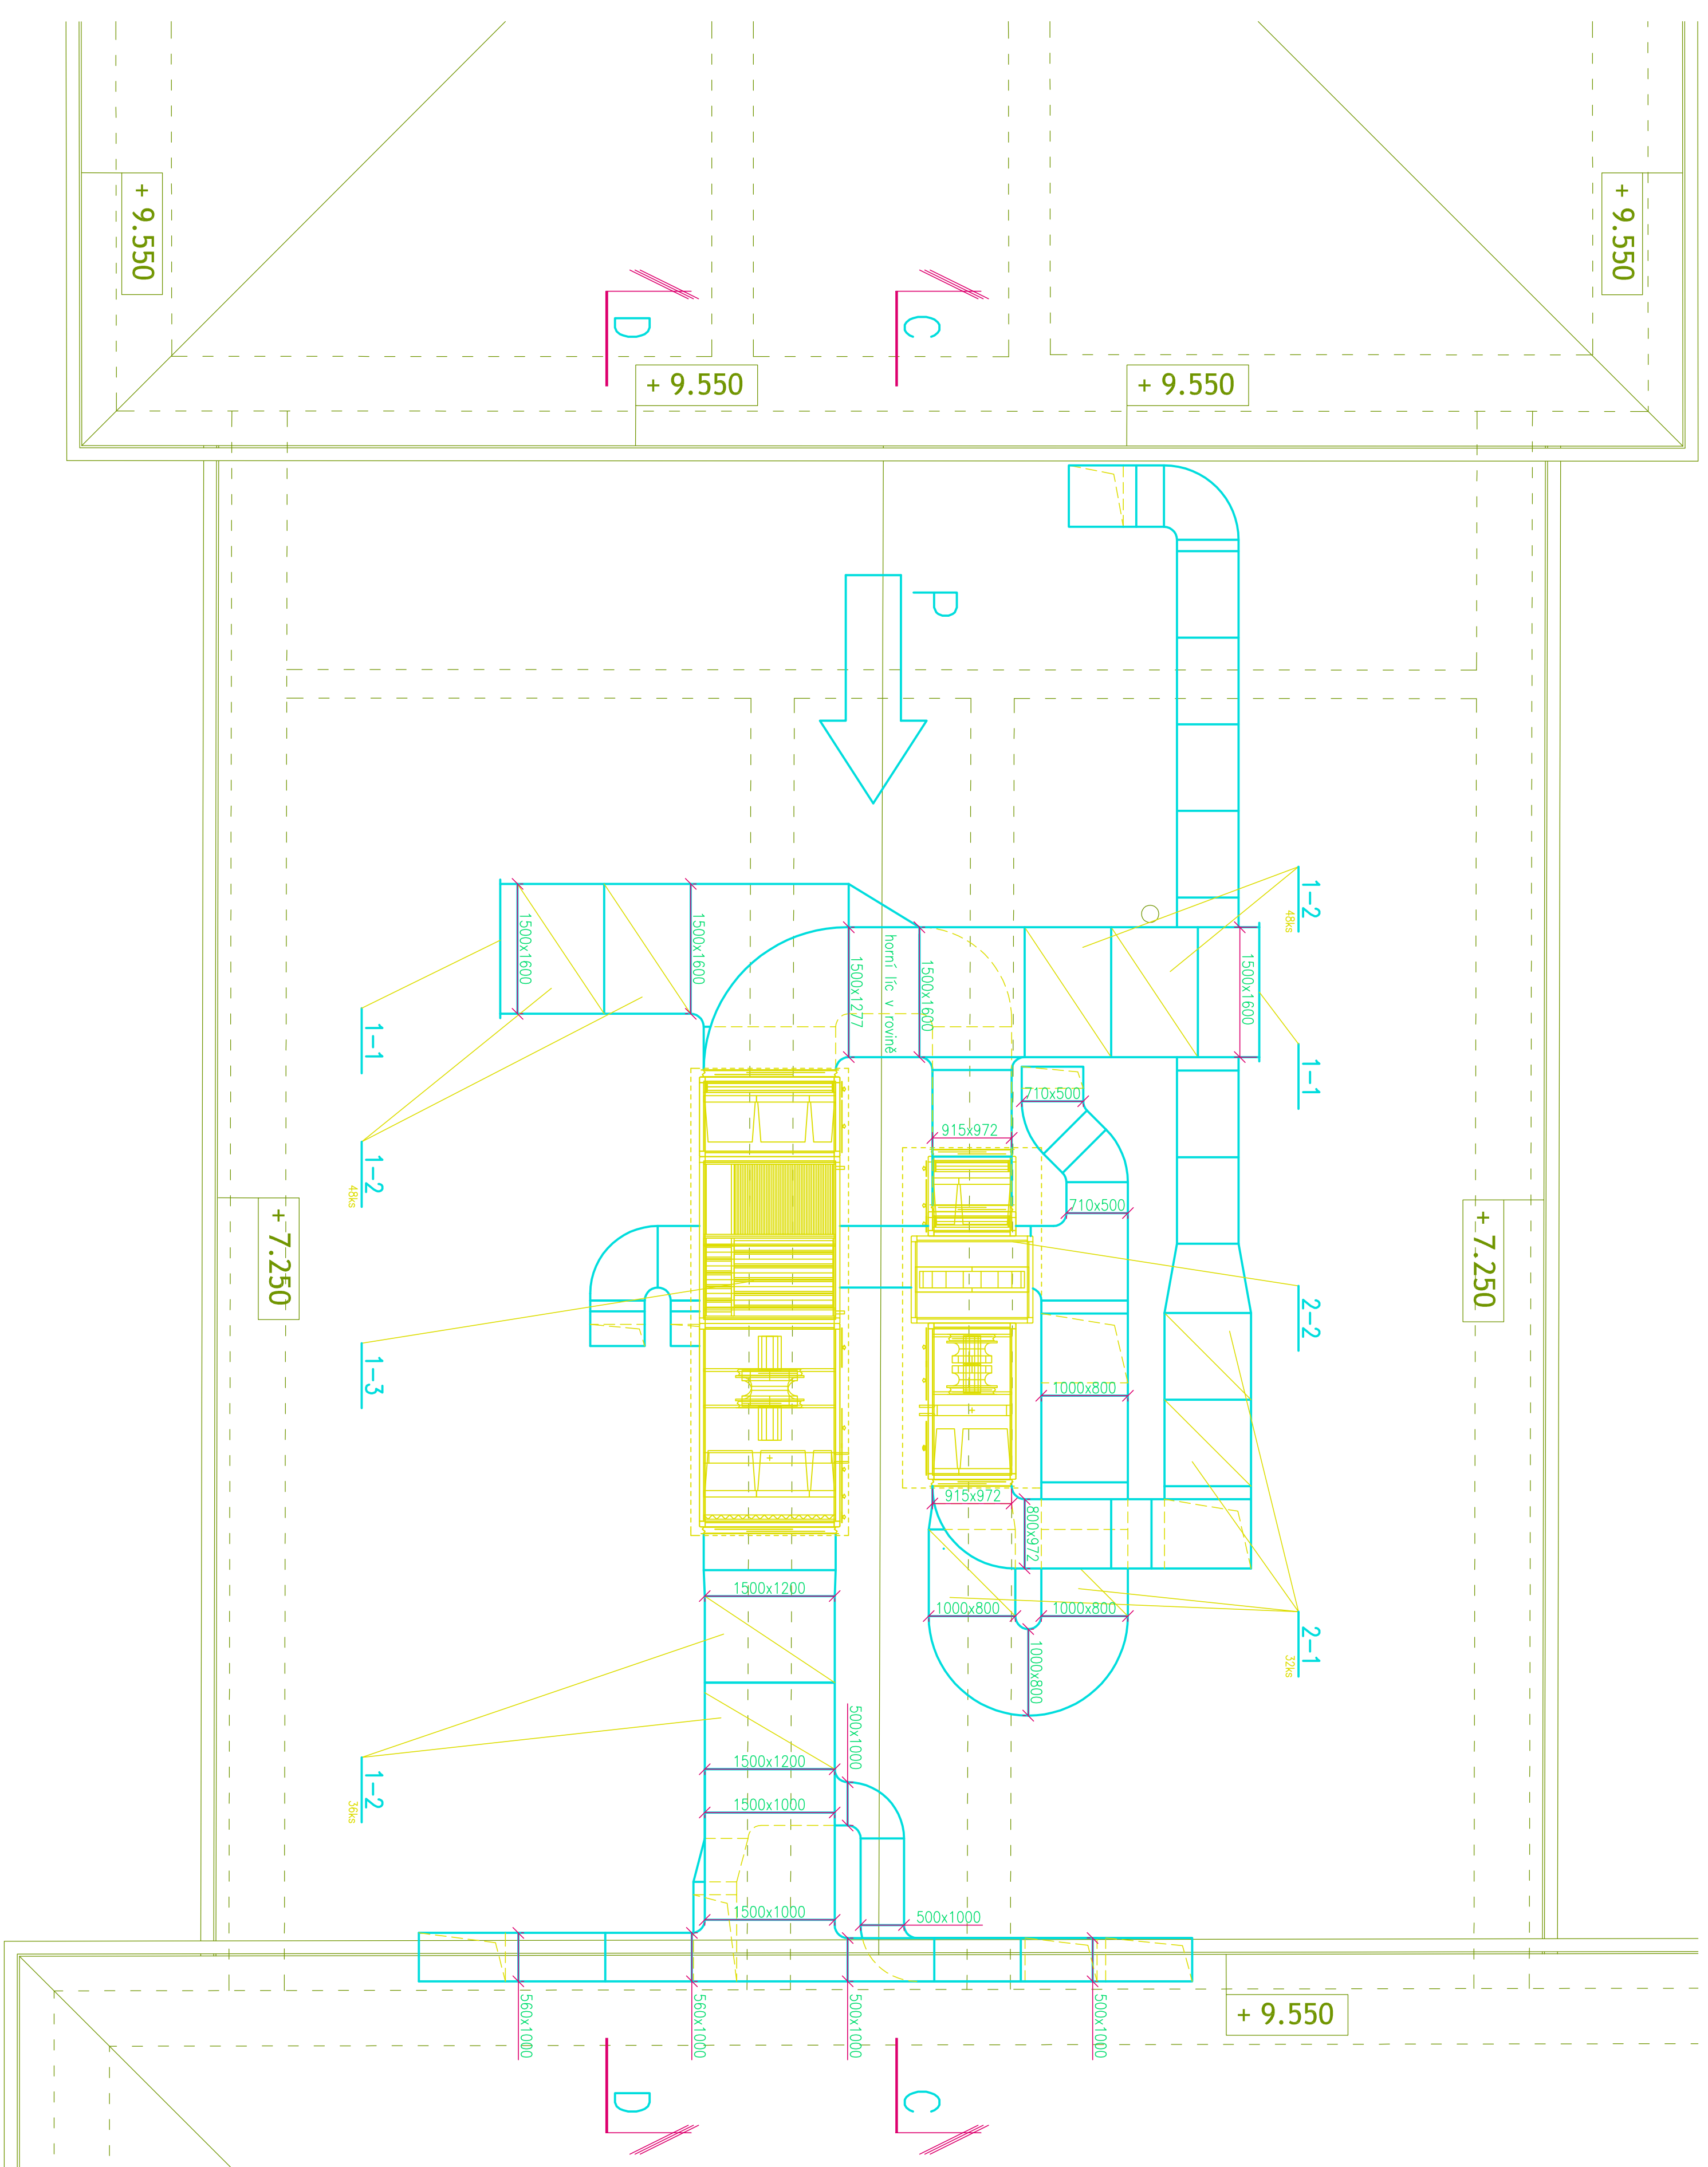 + 9.550
+ 9.550
D
C
+ 9.550
+ 9.550
P
1-2
48ks
1500x1600
1500x1600
1500x1277
horní líc v rovině
1500x1600
1500x1600
1-1
1-1
710x500
915x972
1-2
48ks
710x500
+ 7.250
+ 7.250
2-2
1-3
1000x800
915x972
800x972
1500x1200
1000x800
1000x800
2-1
32ks
1000x800
500x1000
1500x1200
1-2
36ks
1500x1000
1500x1000
500x1000
560x1000
560x1000
500x1000
500x1000
+ 9.550
D
C